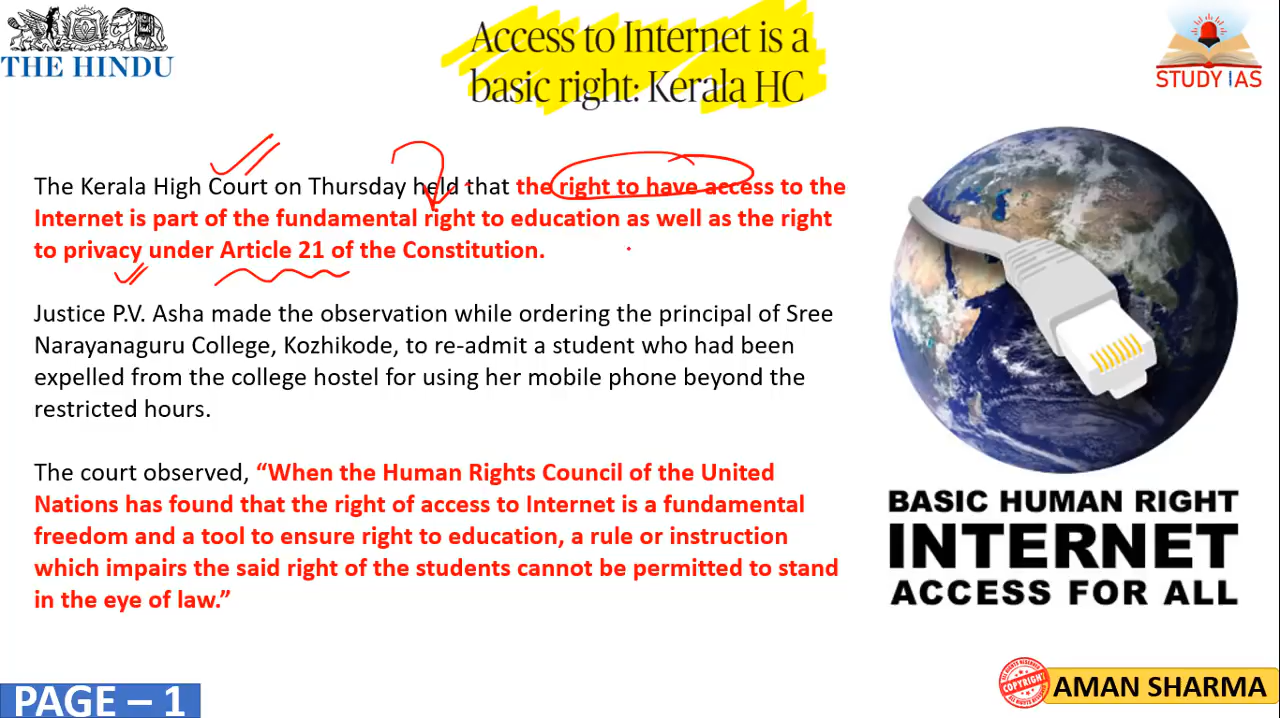 THE HINDU
Access to Internet is a
basic right: Kerala HC
STUDY IAS
The Kerala High Court on Thursday held that the right to have access to the
Internet is part of the fundamental right to education as well as the right
to privacy under Article 21 of the Constitution.
Justice P.V. Asha made the observation while ordering the principal of Sree
Narayanaguru College, Kozhikode, to re-admit a student who had been
expelled from the college hostel for using her mobile phone beyond the
restricted hours.
The court observed, “When the Human Rights Council of the United
Nations has found that the right of access to Internet is a fundamental
freedom and a tool to ensure right to education, a rule or instruction
which impairs the said right of the students cannot be permitted to stand
in the eye of law.”
BASIC HUMAN RIGHT
INTERNET
ACCESS FOR ALL
PAGE – 1
COPYRIGHT
AMAN SHARMA